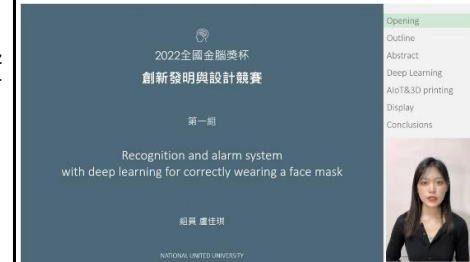 2022全國金腦獎杯
創新發明與設計競賽
第一組
Recognition and alarm system
with deep learning for correctly wearing a face mask
組員 盧佳琪
NATIONAL UNITED UNIVERSITY
Opening
Outline
Abstract
Deep Learning
AIoT&3D printing
Display
Conclusions